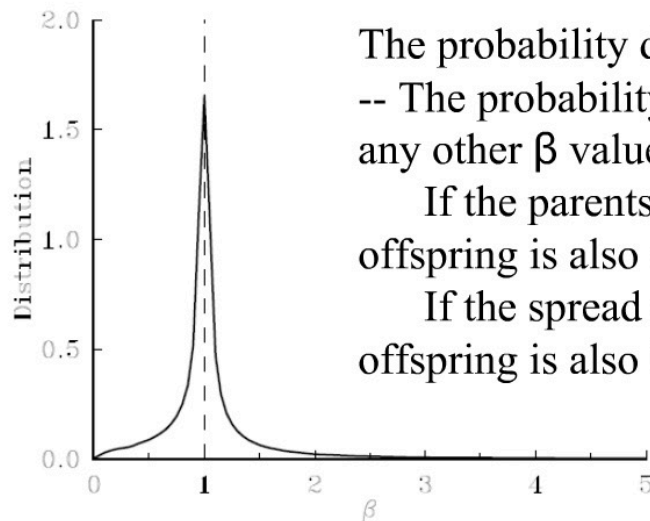 2.0
1.5
1.0
0.5
0.0
Distribution
0
1
2
3
4
5
β
The probability
-- The probability
any other β value
If the parents
offspring is also
If the spread
offspring is also